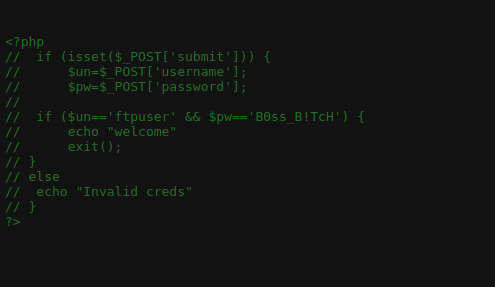 <?php
//  if (isset($_POST['submit'])) {
//      $un=$_POST['username'];
//      $pw=$_POST['password'];
//
//  if ($un=='ftpuser' && $pw=='B0ss_B!TcH') {
//      echo "welcome"
//      exit();
// }
// else
//  echo "Invalid creds"
// }
?>